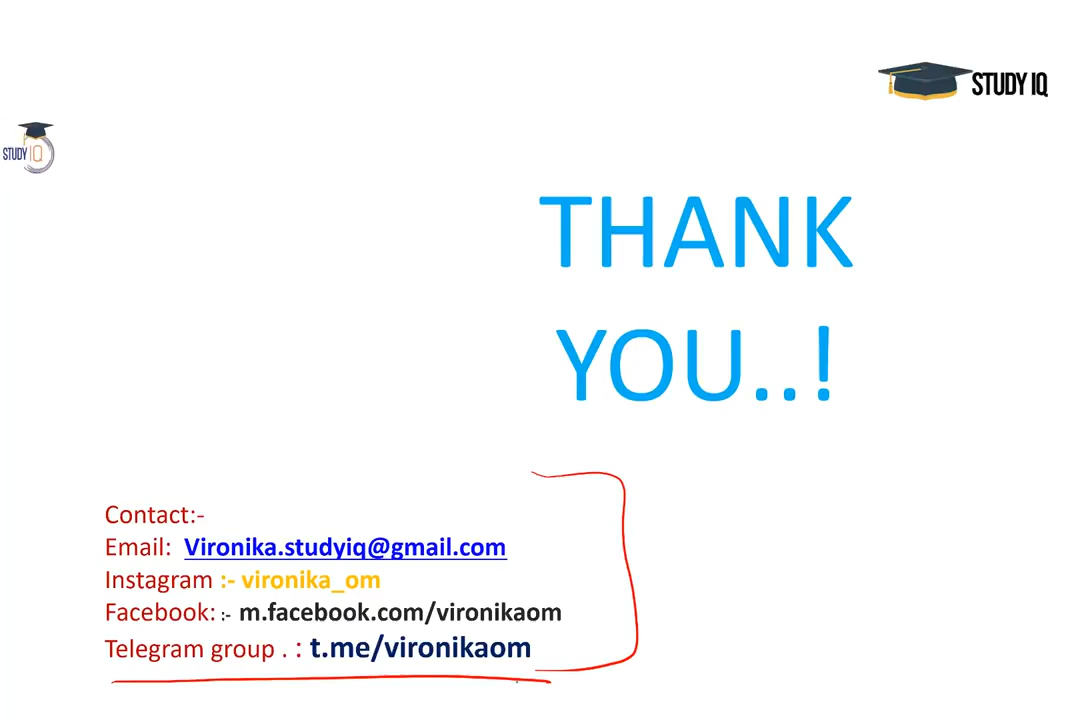 STUDY IQ
STUDY IQ
THANK
YOU..!
Contact:-
Email: Vironika.studyiq@gmail.com
Instagram :- vironika_om
Facebook: :- m.facebook.com/vironikaom
Telegram group . : t.me/vironikaom